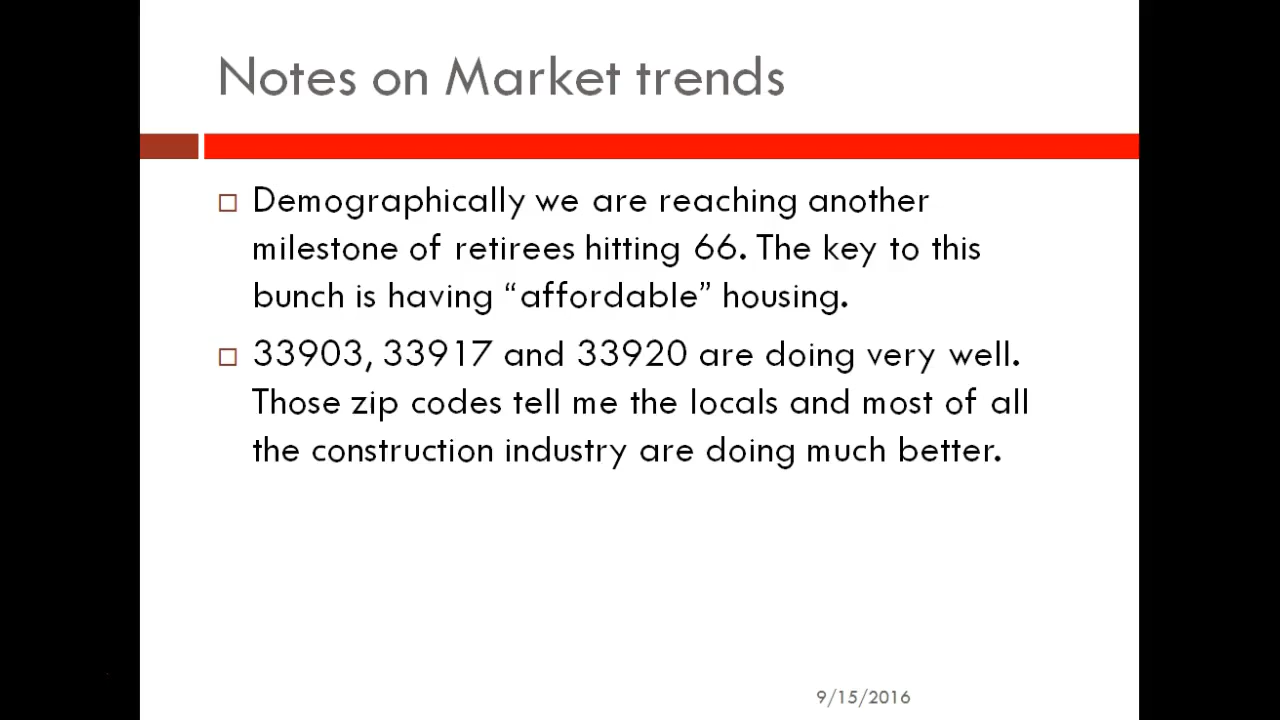 Notes on Market trends
Demographically we are reaching another
milestone of retirees hitting 66. The key to this
bunch is having “affordable” housing.
33903, 33917 and 33920 are doing very well.
Those zip codes tell me the locals and most of all
the construction industry are doing much better.
9/15/2016